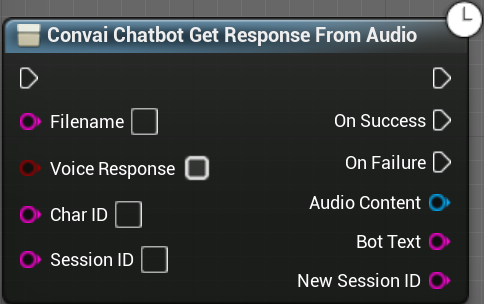 Convai Chatbot Get Response From Audio
Filename
On Success
Voice Response
On Failure
Char ID
Audio Content
Session ID
Bot Text
New Session ID